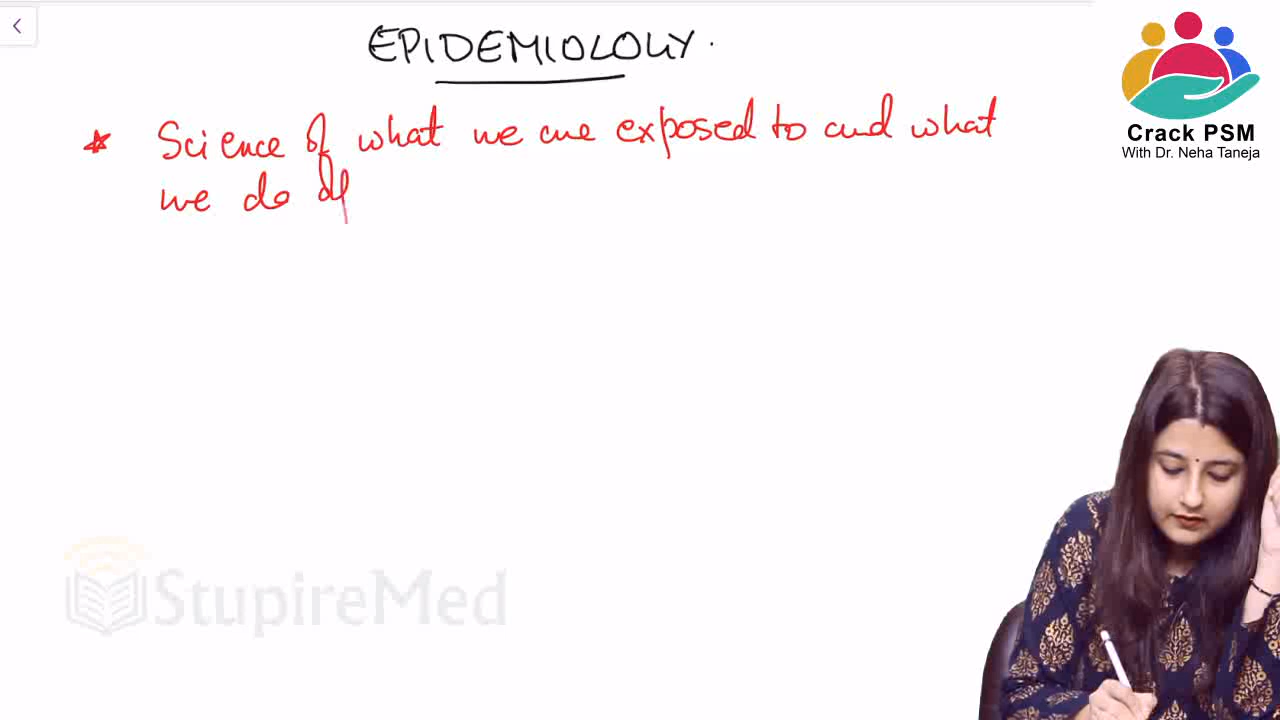 EPIDEMIOLOGY.
Crack PSM
With Dr. Neha Taneja
* Science of what we are exposed to and what
we do
StupireMed